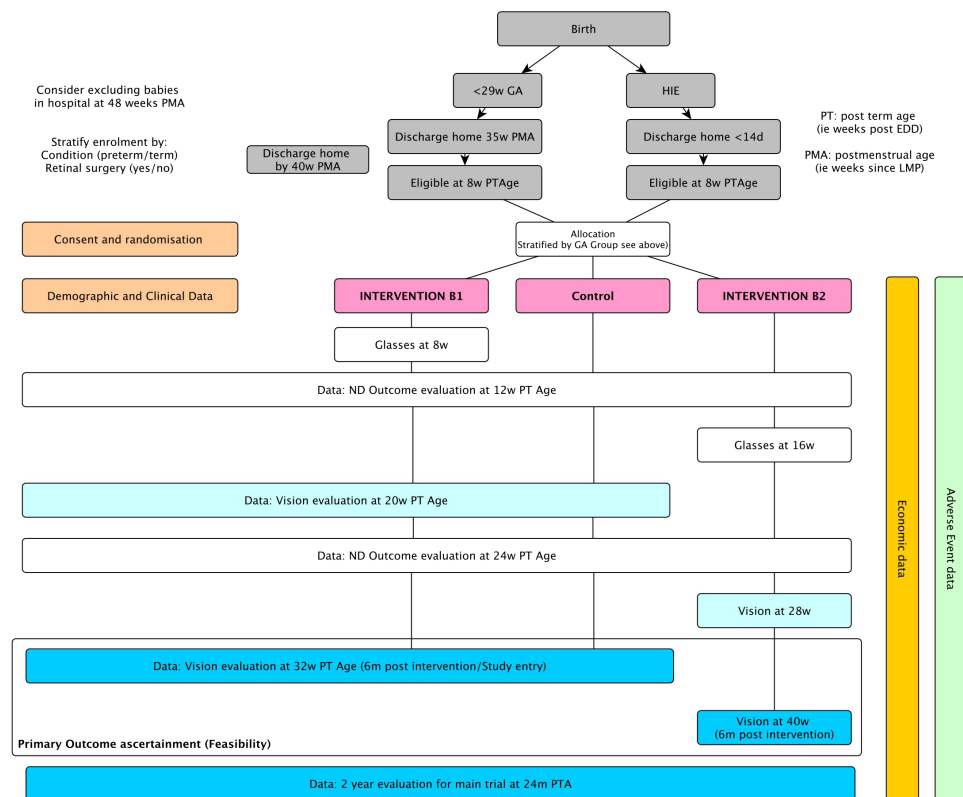 Birth
Consider excluding babies
in hospital at 48 weeks PMA
<29w GA
HIE
Stratify enrolment by:
Condition (preterm/term)
Retinal surgery (yes/no)
Discharge home
by 40w PMA
Discharge home 35w PMA
Discharge home <14d
PT: post term age
(ie weeks post EDD)
PMA: postmenstrual age
(ie weeks since LMP)
Eligible at 8w PTAge
Eligible at 8w PTAge
Consent and randomisation
Allocation
Stratified by GA Group see above)
Demographic and Clinical Data
INTERVENTION B1
Control
INTERVENTION B2
Glasses at 8w
Data: ND Outcome evaluation at 12w PT Age
Glasses at 16w
Data: Vision evaluation at 20w PT Age
Data: ND Outcome evaluation at 24w PT Age
Vision at 28w
Data: Vision evaluation at 32w PT Age (6m post intervention/Study entry)
Vision at 40w
(6m post intervention)
Primary Outcome ascertainment (Feasibility)
Data: 2 year evaluation for main trial at 24m PTA
Economic data
Adverse Event data